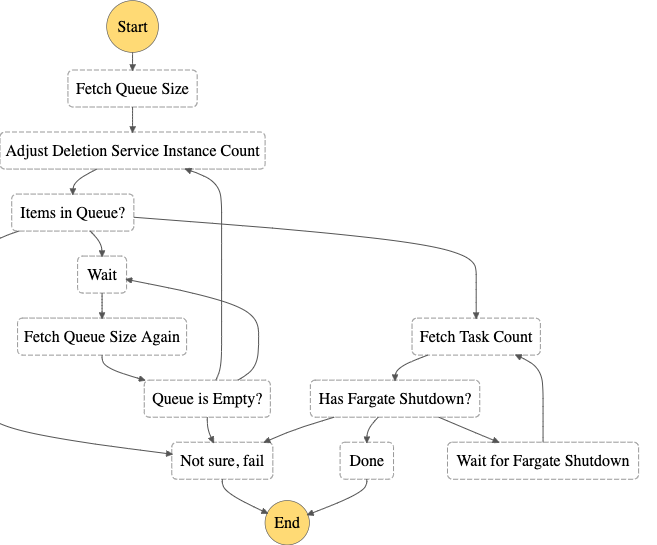 Start
Fetch Queue Size
Adjust Deletion Service Instance Count
Items in Queue?
Wait
Fetch Queue Size Again
Fetch Task Count
Queue is Empty?
Has Fargate Shutdown?
Not sure, fail
Done
Wait for Fargate Shutdown
End